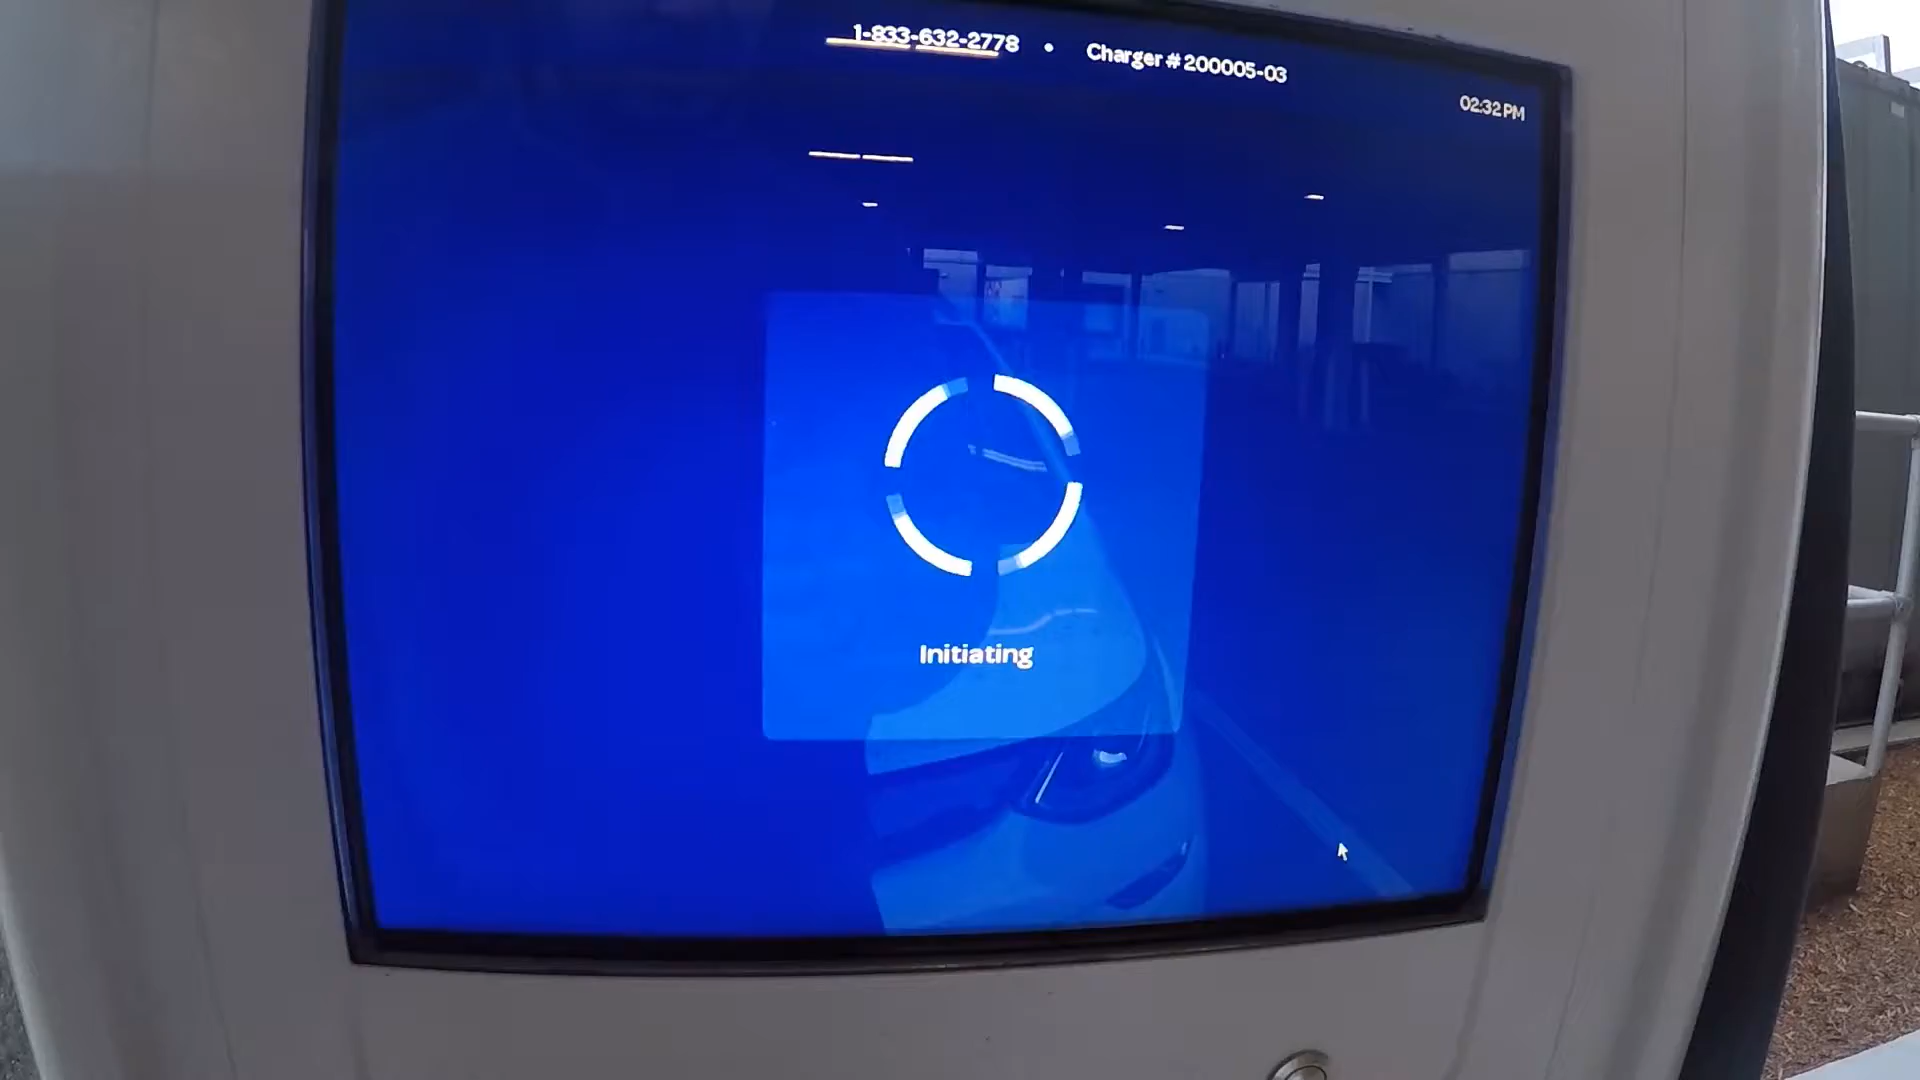 1-833-632-2778 • Charger # 200005-03
02:32 PM
Initiating